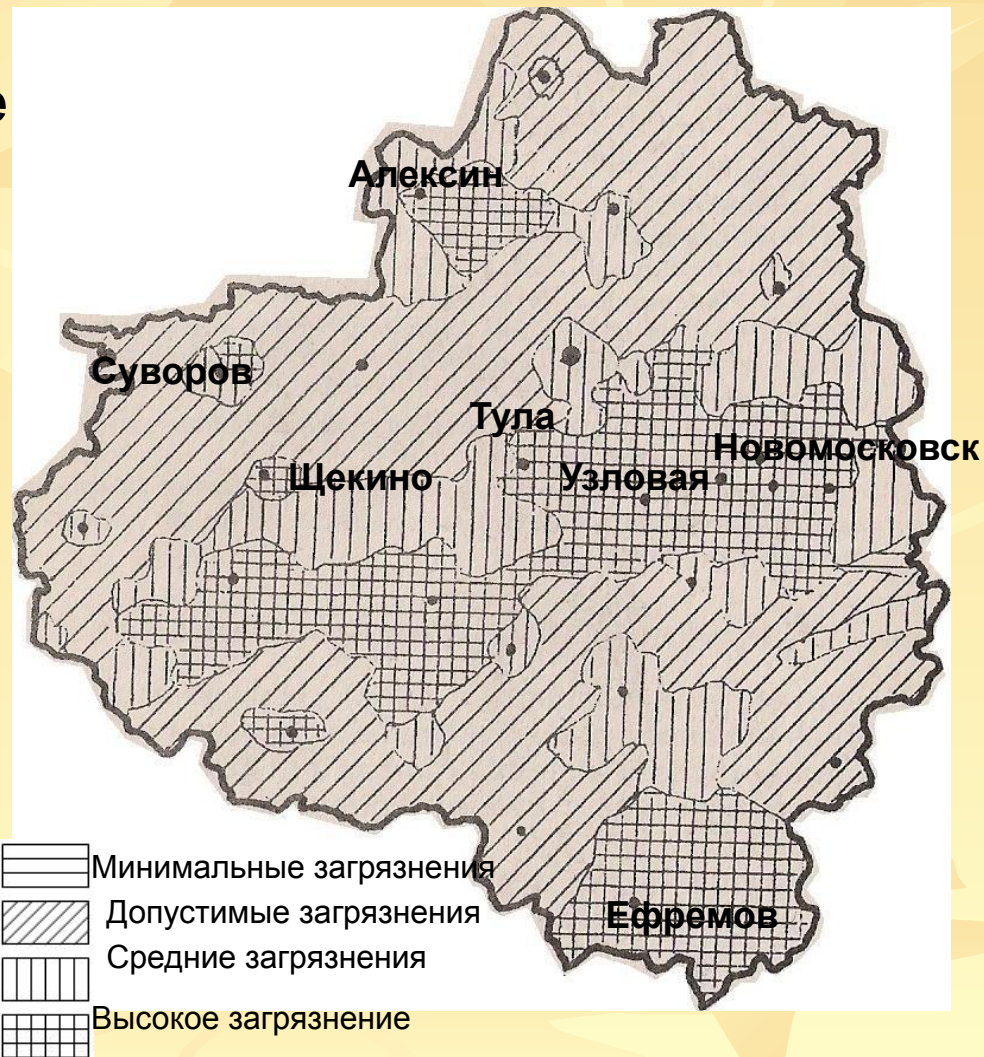 е
Алексин
Суворов
Тула
Новомосковск
Щекино
Узловая
Ефремов
Минимальные загрязнения
Допустимые загрязнения
Средние загрязнения
Высокое загрязнение